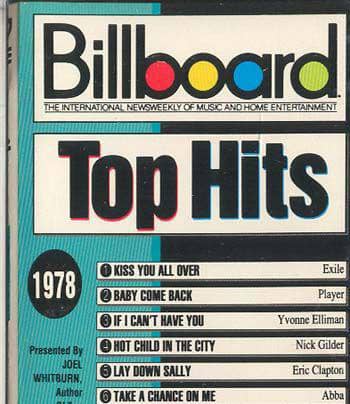 Billboard
THE INTERNATIONAL NEWSWEEKLY OF MUSIC AND HOME ENTERTAINMENT
Top Hits
1978
1 KISS YOU ALL OVER Exile
2 BABY COME BACK Player
3 IF I CAN'T HAVE YOU Yvonne Elliman
4 HOT CHILD IN THE CITY Nick Gilder
5 LAY DOWN SALLY Eric Clapton
6 TAKE A CHANCE ON ME Abba
Presented By
JOEL
WHITBURN,
Author